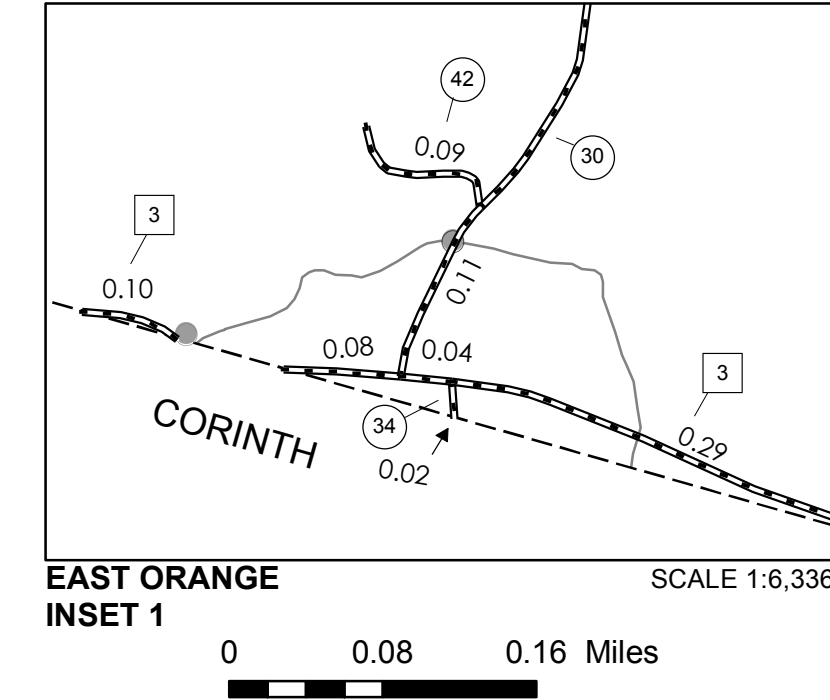 42
0.09
30
3
0.10
0.11
0.08
0.04
3
34
CORINTH
0.29
0.02
EAST ORANGE
INSET 1
SCALE 1:6,336
0 0.08 0.16 Miles